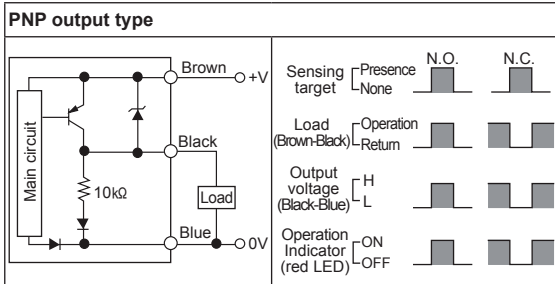 PNP output type
Main circuit
Brown
+V
Black
10kΩ
Load
Blue
0V
N.O. N.C.
Sensing target
Presence
None
Load
(Brown-Black)
Operation
Return
Output
voltage
(Black-Blue)
H
L
Operation
Indicator
(red LED)
ON
OFF